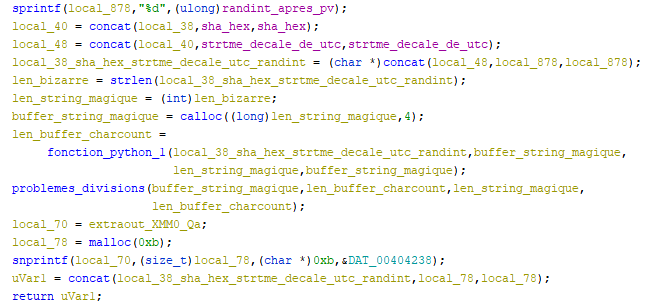 sprintf(local_878,"%d",(ulong)randint_apres_pv);
local_40 = concat(local_38,sha_hex,sha_hex);
local_48 = concat(local_40,strtme_decale_de_utc,strtme_decale_de_utc);
local_38_sha_hex_strtme_decale_utc_randint = (char *)concat(local_48,local_878,local_878);
len_bizarre = strlen(local_38_sha_hex_strtme_decale_utc_randint);
len_string_magique = (int)len_bizarre;
buffer_string_magique = calloc((long)len_string_magique,4);
len_buffer_charcount =
fonction_python_1(local_38_sha_hex_strtme_decale_utc_randint,buffer_string_magique,
len_string_magique,buffer_string_magique);
problemes_divisions(buffer_string_magique,len_buffer_charcount,len_string_magique,
len_buffer_charcount);
local_70 = extraout_XMM0_Qa;
local_78 = malloc(0xb);
snprintf(local_70,(size_t)local_78,(char *)0xb,&DAT_00404238);
uVar1 = concat(local_38_sha_hex_strtme_decale_utc_randint,local_78,local_78);
return uVar1;